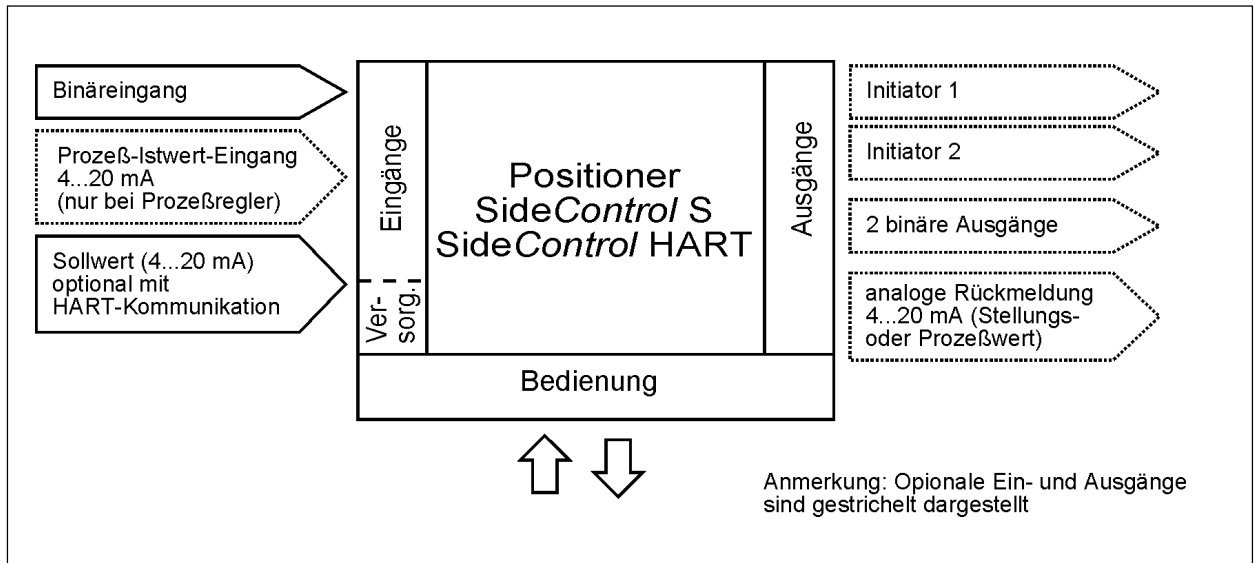 Binäreingang
Prozeß-Istwert-Eingang
4...20 mA
(nur bei Prozeßregler)
Sollwert (4...20 mA)
optional mit
HART-Kommunikation
Eingänge
Ver-
sorg.
Positioner
SideControl S
SideControl HART
Ausgänge
Bedienung
Initiator 1
Initiator 2
2 binäre Ausgänge
analoge Rückmeldung
4...20 mA (Stellungs-
oder Prozeßwert)
Anmerkung: Opionale Ein- und Ausgänge
sind gestrichelt dargestellt